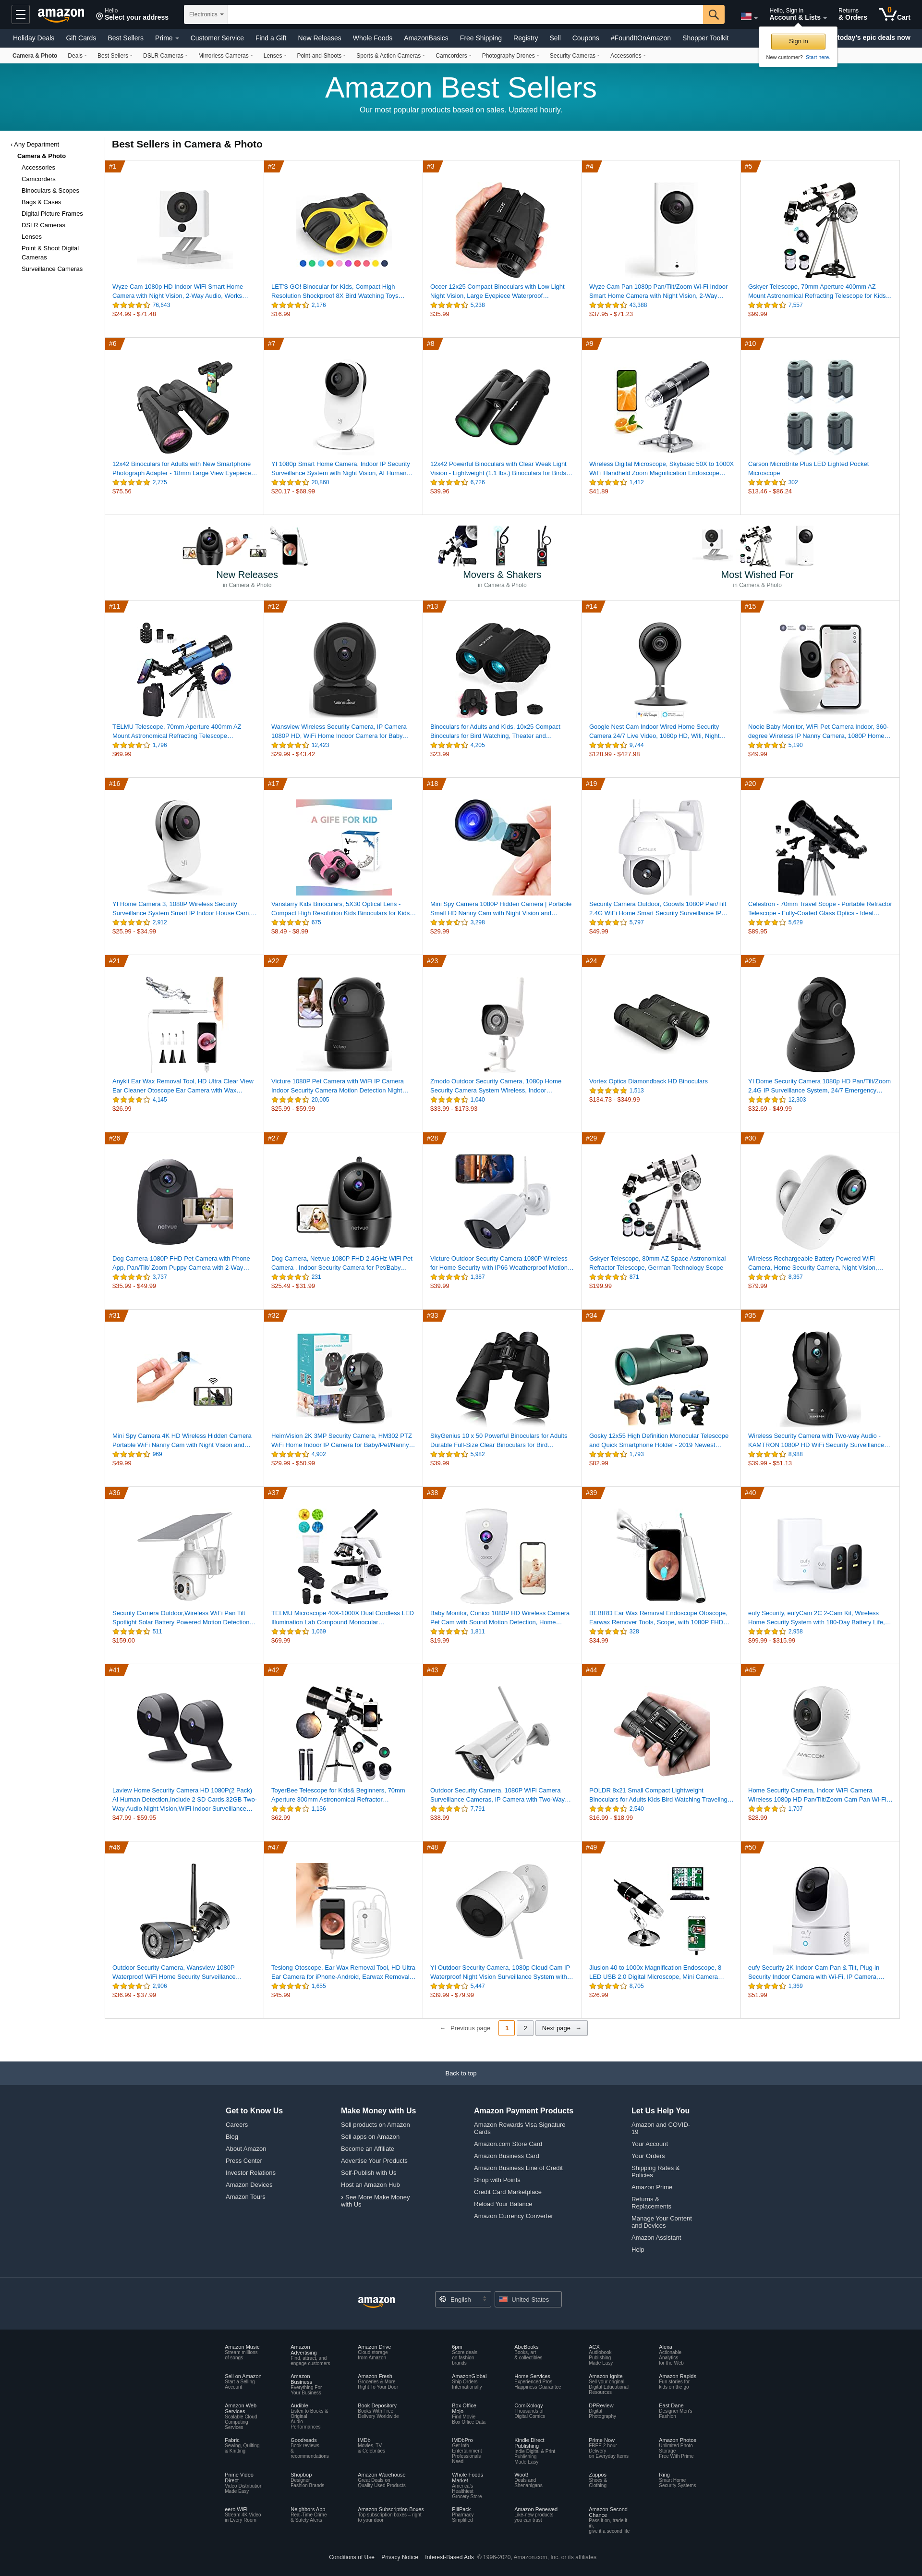 amazon
Hello
Select your address
Electronics
Hello, Sign in
Account & Lists
Returns
& Orders
0
Cart
Holiday Deals Gift Cards Best Sellers Prime Customer Service Find a Gift New Releases Whole Foods AmazonBasics Free Shipping Registry Sell Coupons #FoundItOnAmazon Shopper Toolkit
today's epic deals now
Sign in
New customer? Start here.
Camera & Photo Deals Best Sellers DSLR Cameras Mirrorless Cameras Lenses Point-and-Shoots Sports & Action Cameras Camcorders Photography Drones Security Cameras Accessories
Amazon Best Sellers
Our most popular products based on sales. Updated hourly.
‹ Any Department
Camera & Photo
Accessories
Camcorders
Binoculars & Scopes
Bags & Cases
Digital Picture Frames
DSLR Cameras
Lenses
Point & Shoot Digital
Cameras
Surveillance Cameras
Best Sellers in Camera & Photo
#1
Wyze Cam 1080p HD Indoor WiFi Smart Home
Camera with Night Vision, 2-Way Audio, Works…
76,643
$24.99 - $71.48
#2
LET'S GO! Binocular for Kids, Compact High
Resolution Shockproof 8X Bird Watching Toys…
2,176
$16.99
#3
Occer 12x25 Compact Binoculars with Low Light
Night Vision, Large Eyepiece Waterproof…
5,238
$35.99
#4
Wyze Cam Pan 1080p Pan/Tilt/Zoom Wi-Fi Indoor
Smart Home Camera with Night Vision, 2-Way…
43,388
$37.95 - $71.23
#5
Gskyer Telescope, 70mm Aperture 400mm AZ
Mount Astronomical Refracting Telescope for Kids…
7,557
$99.99
#6
12x42 Binoculars for Adults with New Smartphone
Photograph Adapter - 18mm Large View Eyepiece…
2,775
$75.56
#7
YI 1080p Smart Home Camera, Indoor IP Security
Surveillance System with Night Vision, AI Human…
20,860
$20.17 - $68.99
#8
12x42 Powerful Binoculars with Clear Weak Light
Vision - Lightweight (1.1 lbs.) Binoculars for Birds…
6,726
$39.96
#9
Wireless Digital Microscope, Skybasic 50X to 1000X
WiFi Handheld Zoom Magnification Endoscope…
1,412
$41.89
#10
Carson MicroBrite Plus LED Lighted Pocket
Microscope
302
$13.46 - $86.24
New Releases
in Camera & Photo
Movers & Shakers
in Camera & Photo
Most Wished For
in Camera & Photo
#11
TELMU Telescope, 70mm Aperture 400mm AZ
Mount Astronomical Refracting Telescope…
1,796
$69.99
#12
Wansview Wireless Security Camera, IP Camera
1080P HD, WiFi Home Indoor Camera for Baby…
12,423
$29.99 - $43.42
#13
Binoculars for Adults and Kids, 10x25 Compact
Binoculars for Bird Watching, Theater and…
4,205
$23.99
#14
Google Nest Cam Indoor Wired Home Security
Camera 24/7 Live Video, 1080p HD, Wifi, Night…
9,744
$128.99 - $427.98
#15
Nooie Baby Monitor, WiFi Pet Camera Indoor, 360-
degree Wireless IP Nanny Camera, 1080P Home…
5,190
$49.99
#16
YI Home Camera 3, 1080P Wireless Security
Surveillance System Smart IP Indoor House Cam,…
2,912
$25.99 - $34.99
#17
A GIFE FOR KID
Vanstarry Kids Binoculars, 5X30 Optical Lens -
Compact High Resolution Kids Binoculars for Kids…
675
$8.49 - $8.99
#18
Mini Spy Camera 1080P Hidden Camera | Portable
Small HD Nanny Cam with Night Vision and…
3,298
$29.99
#19
Security Camera Outdoor, Goowls 1080P Pan/Tilt
2.4G WiFi Home Smart Security Surveillance IP…
5,797
$49.99
#20
Celestron - 70mm Travel Scope - Portable Refractor
Telescope - Fully-Coated Glass Optics - Ideal…
5,629
$89.95
#21
Anykit Ear Wax Removal Tool, HD Ultra Clear View
Ear Cleaner Otoscope Ear Camera with Wax…
4,145
$26.99
#22
Victure 1080P Pet Camera with WiFi IP Camera
Indoor Security Camera Motion Detection Night…
20,005
$25.99 - $59.99
#23
Zmodo Outdoor Security Camera, 1080p Home
Security Camera System Wireless, Indoor…
1,040
$33.99 - $173.93
#24
Vortex Optics Diamondback HD Binoculars
1,513
$134.73 - $349.99
#25
YI Dome Security Camera 1080p HD Pan/Tilt/Zoom
2.4G IP Surveillance System, 24/7 Emergency…
12,303
$32.69 - $49.99
#26
netvue
Dog Camera-1080P FHD Pet Camera with Phone
App, Pan/Tilt/ Zoom Puppy Camera with 2-Way…
3,737
$35.99 - $49.99
#27
netvue
Dog Camera, Netvue 1080P FHD 2.4GHz WiFi Pet
Camera , Indoor Security Camera for Pet/Baby…
231
$25.49 - $31.99
#28
Victure Outdoor Security Camera 1080P Wireless
for Home Security with IP66 Weatherproof Motion…
1,387
$39.99
#29
Gskyer Telescope, 80mm AZ Space Astronomical
Refractor Telescope, German Technology Scope
871
$199.99
#30
Wireless Rechargeable Battery Powered WiFi
Camera, Home Security Camera, Night Vision,…
8,367
$79.99
#31
Mini Spy Camera 4K HD Wireless Hidden Camera
Portable WiFi Nanny Cam with Night Vision and…
969
$49.99
#32
HeimVision 2K 3MP Security Camera, HM302 PTZ
WiFi Home Indoor IP Camera for Baby/Pet/Nanny…
4,902
$29.99 - $50.99
#33
SkyGenius 10 x 50 Powerful Binoculars for Adults
Durable Full-Size Clear Binoculars for Bird…
5,982
$39.99
#34
Gosky 12x55 High Definition Monocular Telescope
and Quick Smartphone Holder - 2019 Newest…
1,793
$82.99
#35
Wireless Security Camera with Two-way Audio -
KAMTRON 1080P HD WiFi Security Surveillance…
8,988
$39.99 - $51.13
#36
Security Camera Outdoor,Wireless WiFi Pan Tilt
Spotlight Solar Battery Powered Motion Detection…
511
$159.00
#37
TELMU Microscope 40X-1000X Dual Cordless LED
Illumination Lab Compound Monocular…
1,069
$69.99
#38
Baby Monitor, Conico 1080P HD Wireless Camera
Pet Cam with Sound Motion Detection, Home…
1,811
$19.99
#39
BEBIRD Ear Wax Removal Endoscope Otoscope,
Earwax Remover Tools, Scope, with 1080P FHD…
328
$34.99
#40
eufy Security, eufyCam 2C 2-Cam Kit, Wireless
Home Security System with 180-Day Battery Life,…
2,958
$99.99 - $315.99
#41
Laview Home Security Camera HD 1080P(2 Pack)
AI Human Detection,Include 2 SD Cards,32GB Two-
Way Audio,Night Vision,WiFi Indoor Surveillance…
$47.99 - $59.95
#42
ToyerBee Telescope for Kids& Beginners, 70mm
Aperture 300mm Astronomical Refractor…
1,136
$62.99
#43
Outdoor Security Camera, 1080P WiFi Camera
Surveillance Cameras, IP Camera with Two-Way…
7,791
$38.99
#44
POLDR 8x21 Small Compact Lightweight
Binoculars for Adults Kids Bird Watching Traveling…
2,540
$16.99 - $18.99
#45
AMICCOM
Home Security Camera, Indoor WiFi Camera
Wireless 1080p HD Pan/Tilt/Zoom Cam Pan Wi-Fi…
1,707
$28.99
#46
Outdoor Security Camera, Wansview 1080P
Waterproof WiFi Home Security Surveillance…
2,906
$36.99 - $37.99
#47
Teslong Otoscope, Ear Wax Removal Tool, HD Ultra
Ear Camera for iPhone-Android, Earwax Removal…
1,655
$45.99
#48
YI Outdoor Security Camera, 1080p Cloud Cam IP
Waterproof Night Vision Surveillance System with…
5,447
$39.99 - $79.99
#49
Jiusion 40 to 1000x Magnification Endoscope, 8
LED USB 2.0 Digital Microscope, Mini Camera…
8,705
$26.99
#50
eufy
eufy Security 2K Indoor Cam Pan & Tilt, Plug-in
Security Indoor Camera with Wi-Fi, IP Camera,…
1,369
$51.99
← Previous page 1 2 Next page →
Back to top
Get to Know Us
Careers
Blog
About Amazon
Press Center
Investor Relations
Amazon Devices
Amazon Tours
Make Money with Us
Sell products on Amazon
Sell apps on Amazon
Become an Affiliate
Advertise Your Products
Self-Publish with Us
Host an Amazon Hub
› See More Make Money
with Us
Amazon Payment Products
Amazon Rewards Visa Signature
Cards
Amazon.com Store Card
Amazon Business Card
Amazon Business Line of Credit
Shop with Points
Credit Card Marketplace
Reload Your Balance
Amazon Currency Converter
Let Us Help You
Amazon and COVID-
19
Your Account
Your Orders
Shipping Rates &
Policies
Amazon Prime
Returns &
Replacements
Manage Your Content
and Devices
Amazon Assistant
Help
amazon
English
United States
Amazon Music
Stream millions
of songs
Amazon
Advertising
Find, attract, and
engage customers
Amazon Drive
Cloud storage
from Amazon
6pm
Score deals
on fashion
brands
AbeBooks
Books, art
& collectibles
ACX
Audiobook
Publishing
Made Easy
Alexa
Actionable
Analytics
for the Web
Sell on Amazon
Start a Selling
Account
Amazon
Business
Everything For
Your Business
Amazon Fresh
Groceries & More
Right To Your Door
AmazonGlobal
Ship Orders
Internationally
Home Services
Experienced Pros
Happiness Guarantee
Amazon Ignite
Sell your original
Digital Educational
Resources
Amazon Rapids
Fun stories for
kids on the go
Amazon Web
Services
Scalable Cloud
Computing
Services
Audible
Listen to Books &
Original
Audio
Performances
Book Depository
Books With Free
Delivery Worldwide
Box Office
Mojo
Find Movie
Box Office Data
ComiXology
Thousands of
Digital Comics
DPReview
Digital
Photography
East Dane
Designer Men's
Fashion
Fabric
Sewing, Quilting
& Knitting
Goodreads
Book reviews
&
recommendations
IMDb
Movies, TV
& Celebrities
IMDbPro
Get Info
Entertainment
Professionals
Need
Kindle Direct
Publishing
Indie Digital & Print
Publishing
Made Easy
Prime Now
FREE 2-hour
Delivery
on Everyday Items
Amazon Photos
Unlimited Photo
Storage
Free With Prime
Prime Video
Direct
Video Distribution
Made Easy
Shopbop
Designer
Fashion Brands
Amazon Warehouse
Great Deals on
Quality Used Products
Whole Foods
Market
America's
Healthiest
Grocery Store
Woot!
Deals and
Shenanigans
Zappos
Shoes &
Clothing
Ring
Smart Home
Security Systems
eero WiFi
Stream 4K Video
in Every Room
Neighbors App
Real-Time Crime
& Safety Alerts
Amazon Subscription Boxes
Top subscription boxes – right
to your door
PillPack
Pharmacy
Simplified
Amazon Renewed
Like-new products
you can trust
Amazon Second
Chance
Pass it on, trade it
in,
give it a second life
Conditions of Use Privacy Notice Interest-Based Ads © 1996-2020, Amazon.com, Inc. or its affiliates